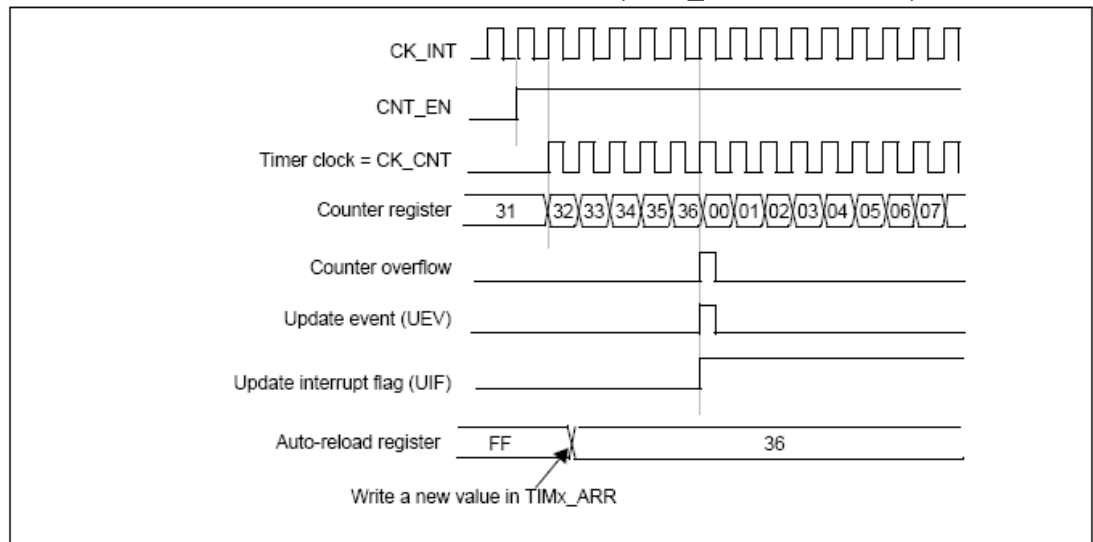 CK_INT
CNT_EN
Timer clock = CK_CNT
Counter register 31 32 33 34 35 36 00 01 02 03 04 05 06 07
Counter overflow
Update event (UEV)
Update interrupt flag (UIF)
Auto-reload register FF 36
Write a new value in TIMx_ARR